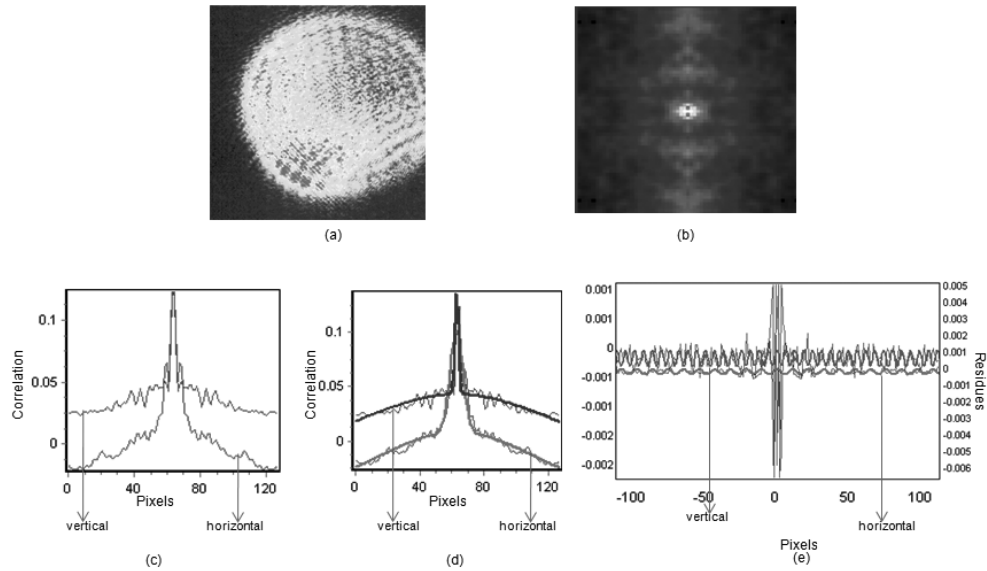 (a)
(b)
0.1
0.05
0
Correlation
0
40
80
120
Pixels
vertical
horizontal
(c)
0.1
0.05
0
Correlation
0
40
80
120
Pixels
vertical
horizontal
(d)
0.001
0.001
0
-0.001
-0.001
-0.002
-0.002
0.005
0.004
0.003
0.002
0.001
0
-0.001
-0.002
-0.003
-0.004
-0.005
-0.006
Residues
-100
-50
0
50
100
vertical
horizontal
Pixels
(e)